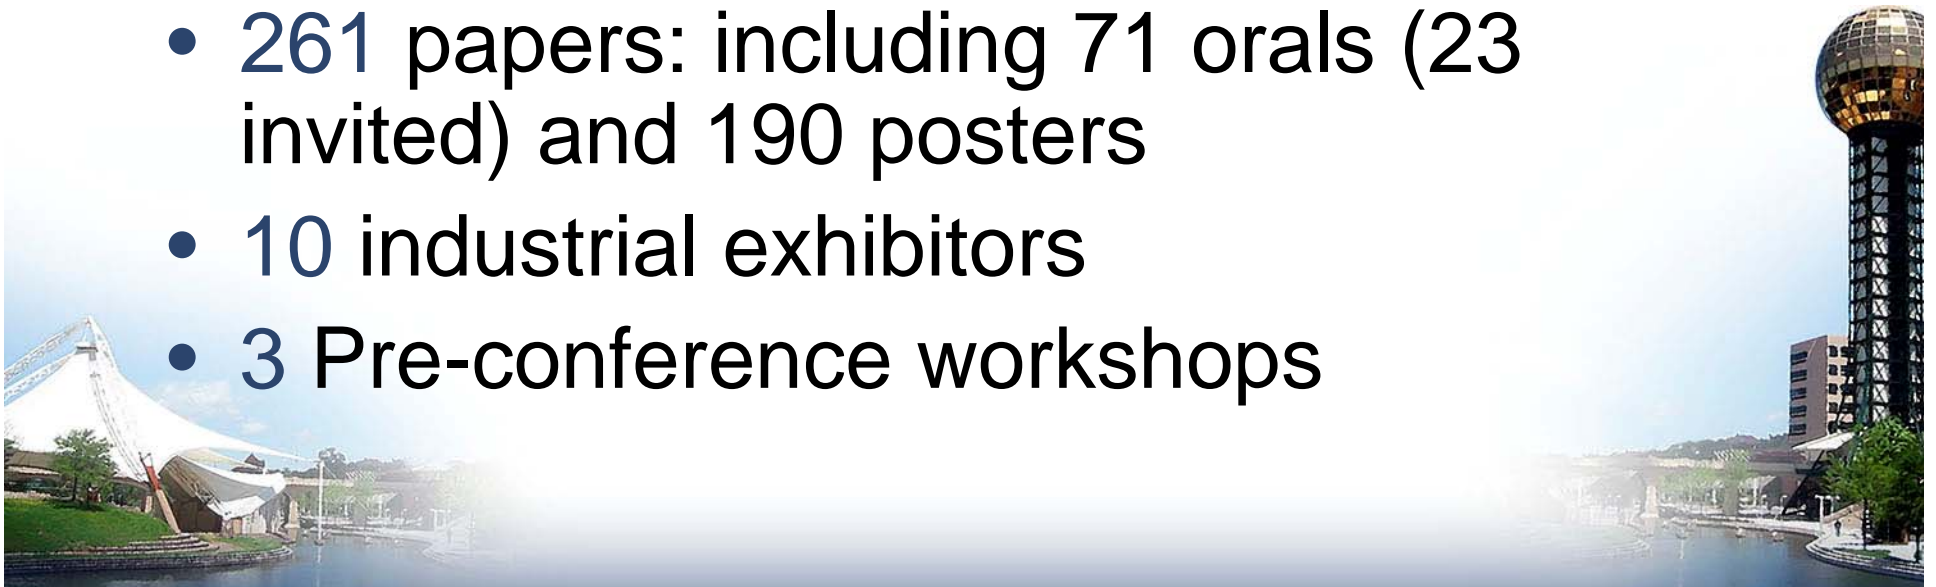 • 261 papers: including 71 orals (23
invited) and 190 posters
• 10 industrial exhibitors
• 3 Pre-conference workshops